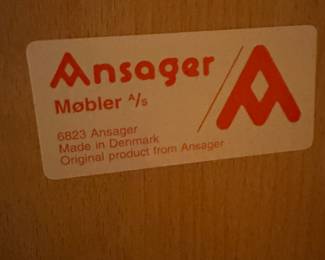 Ansager
Møbler A/s
6823 Ansager
Made in Denmark
Original product from Ansager